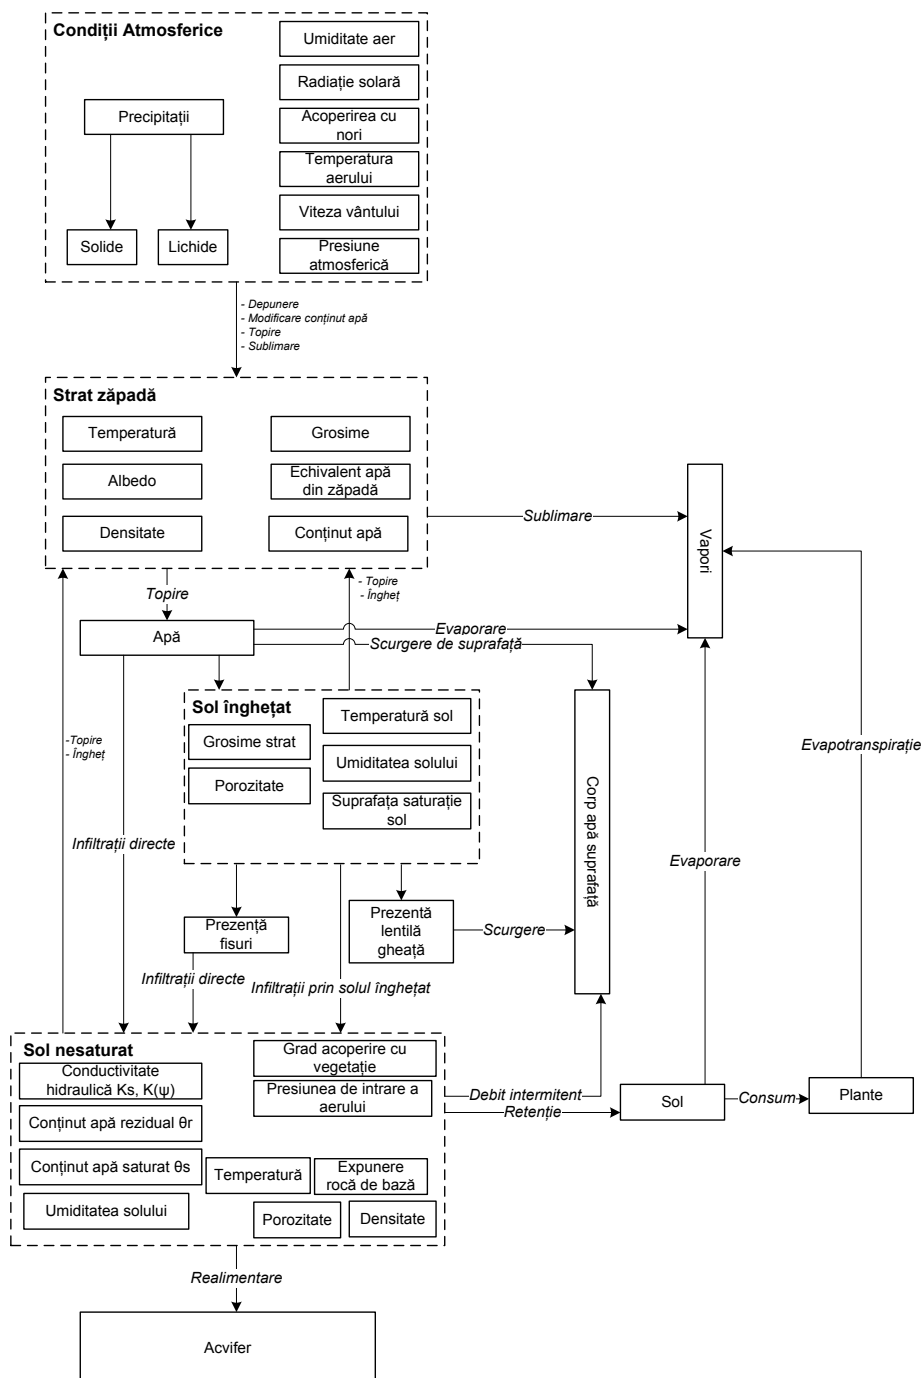 Condiții Atmosferice
Umiditate aer
Radiație solară
Precipitații
Acoperirea cu
nori
Temperatura
aerului
Viteza vântului
Solide
Lichide
Presiune
atmosferică
- Depunere
- Modificare conținut apă
- Topire
- Sublimare
Strat zăpadă
Temperatură
Grosime
Albedo
Echivalent apă
din zăpadă
Densitate
Conținut apă
Sublimare
Vapori
Topire
- Topire
- Îngheț
Apă
Evaporare
Scurgere de suprafață
Sol înghețat
Temperatură sol
Grosime strat
Umiditatea solului
Porozitate
Suprafața saturație
sol
-Topire
- Îngheț
Corp apă suprafață
Evapotranspirație
Infiltrații directe
Evaporare
Prezență
fisuri
Prezentă
lentilă
gheață
Scurgere
Infiltrații directe
Infiltrații prin solul înghețat
Sol nesaturat
Grad acoperire cu
vegetație
Conductivitate
hidraulică Ks, K(ψ)
Presiunea de intrare a
aerului
Debit intermitent
Retenție
Sol
Consum
Plante
Conținut apă rezidual θr
Conținut apă saturat θs
Temperatură
Expunere
rocă de bază
Umiditatea solului
Porozitate
Densitate
Realimentare
Acvifer